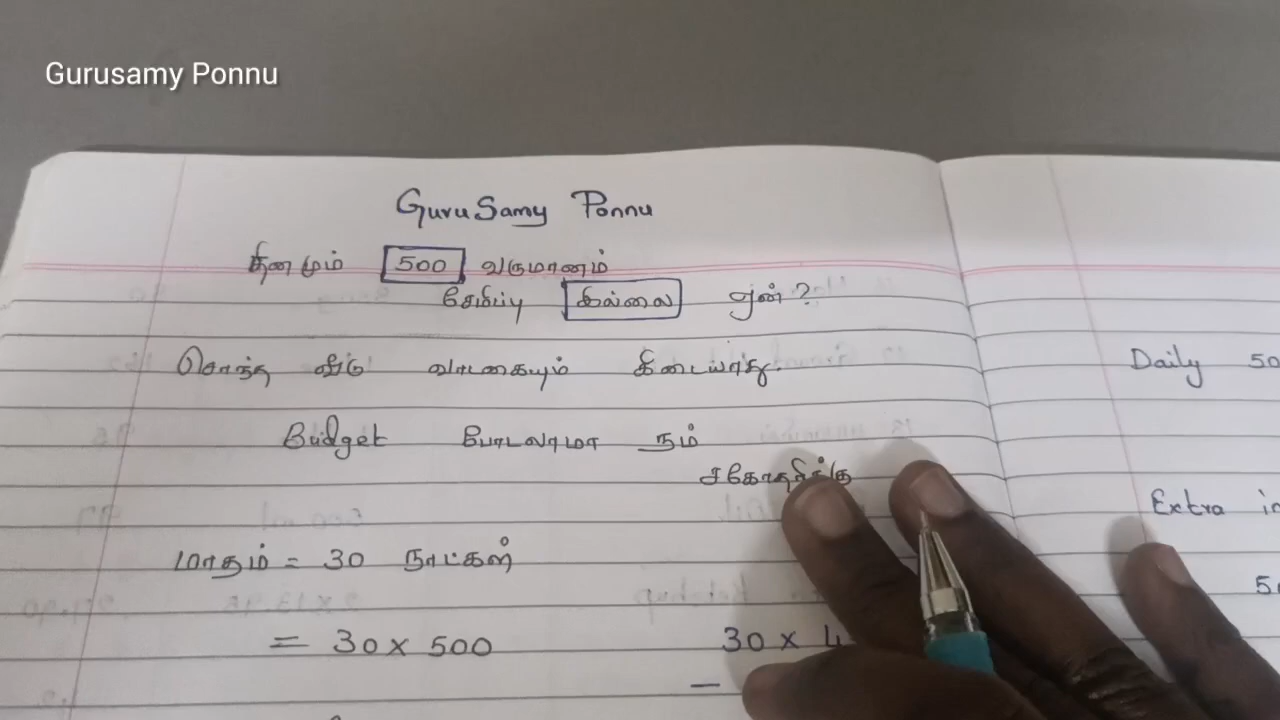 Gurusamy Ponnu
GuruSamy Ponnu
தினமும் 500 வருமானம்
சேமிப்பு இல்லை ஏன்?
சொந்த வீடு வாடகையும் கிடையாது.
Budget போடலாமா நம்
சகோதரிக்கு
மாதம் = 30 நாட்கள்
= 30 x 500
30 x 4
Daily 50
Extra in